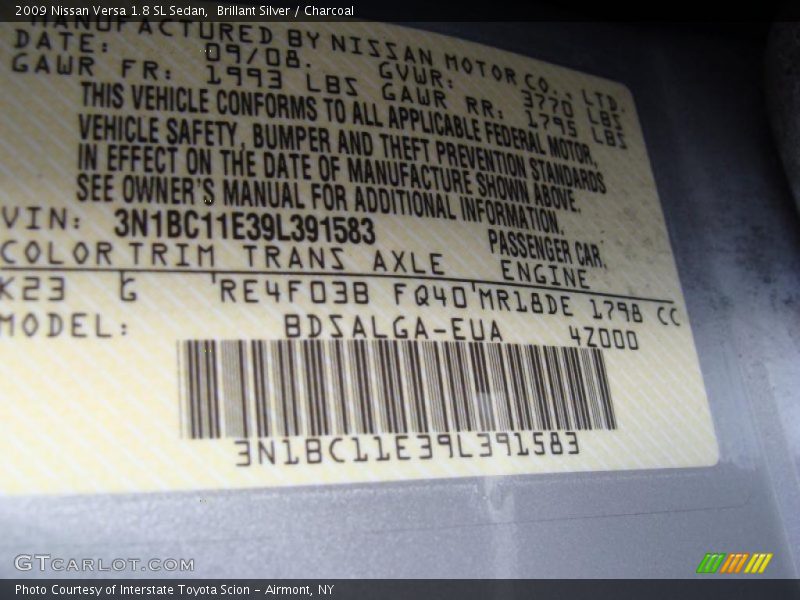 2009 Nissan Versa 1.8 SL Sedan,  Brillant Silver / Charcoal
MANUFACTURED BY NISSAN MOTOR CO., LTD.
DATE: 09/08. GVWR: 3770 LBS
GAWR FR: 1993 LBS GAWR RR: 1795 LBS
THIS VEHICLE CONFORMS TO ALL APPLICABLE FEDERAL MOTOR
VEHICLE SAFETY, BUMPER AND THEFT PREVENTION STANDARDS
IN EFFECT ON THE DATE OF MANUFACTURE SHOWN ABOVE.
SEE OWNER'S MANUAL FOR ADDITIONAL INFORMATION.
VIN: 3N1BC11E39L391583 PASSENGER CAR.
COLOR TRIM TRANS AXLE ENGINE
K23 G RE4F03B FQ40 MR18DE 1798 CC
MODEL: BDSALGA-EUA 4Z000
3N1BC11E39L391583
GTCARLOT.COM
Photo Courtesy of Interstate Toyota Scion - Airmont, NY